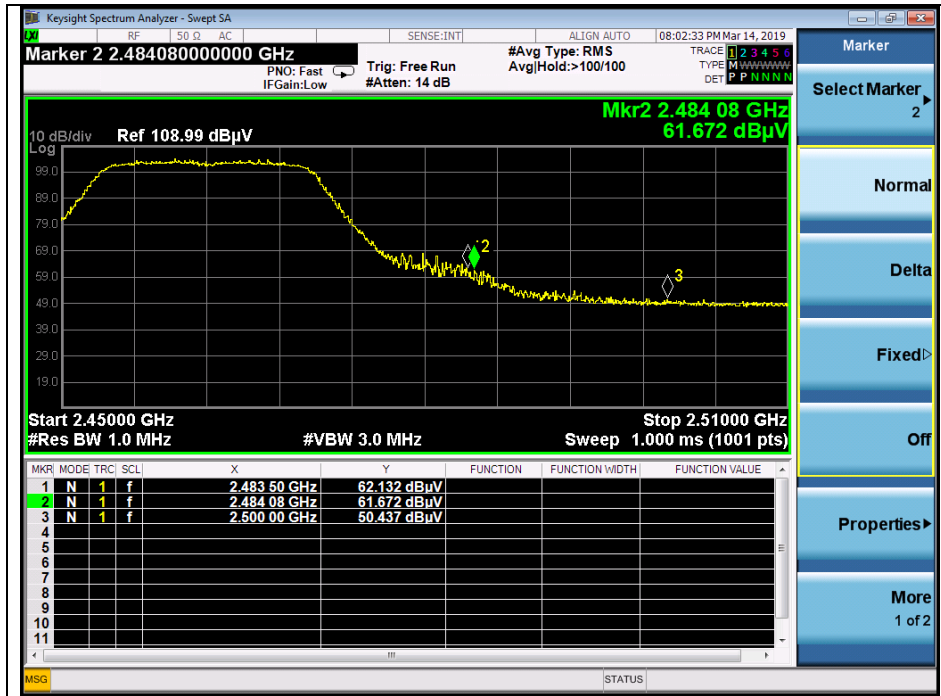 Keysight Spectrum Analyzer - Swept SA
LXI RF 50 Ω AC SENSE:INT ALIGN AUTO 08:02:33 PM Mar 14, 2019
Marker 2 2.484080000000 GHz
PNO: Fast
IFGain:Low
Trig: Free Run
#Atten: 14 dB
#Avg Type: RMS
Avg|Hold:>100/100
TRACE 1 2 3 4 5 6
TYPE M W W W W W
DET P P N N N N
Mkr2 2.484 08 GHz
61.672 dBµV
10 dB/div Ref 108.99 dBµV
Log
99.0
89.0
79.0
69.0
59.0
49.0
39.0
29.0
19.0
2
3
Start 2.45000 GHz Stop 2.51000 GHz
#Res BW 1.0 MHz #VBW 3.0 MHz Sweep 1.000 ms (1001 pts)
MKR MODE TRC SCL X Y FUNCTION FUNCTION WIDTH FUNCTION VALUE
1 N 1 f 2.483 50 GHz 62.132 dBµV
2 N 1 f 2.484 08 GHz 61.672 dBµV
3 N 1 f 2.500 00 GHz 50.437 dBµV
4
5
6
7
8
9
10
11
MSG STATUS
Marker
Select Marker
2
Normal
Delta
Fixed
Off
Properties
More
1 of 2